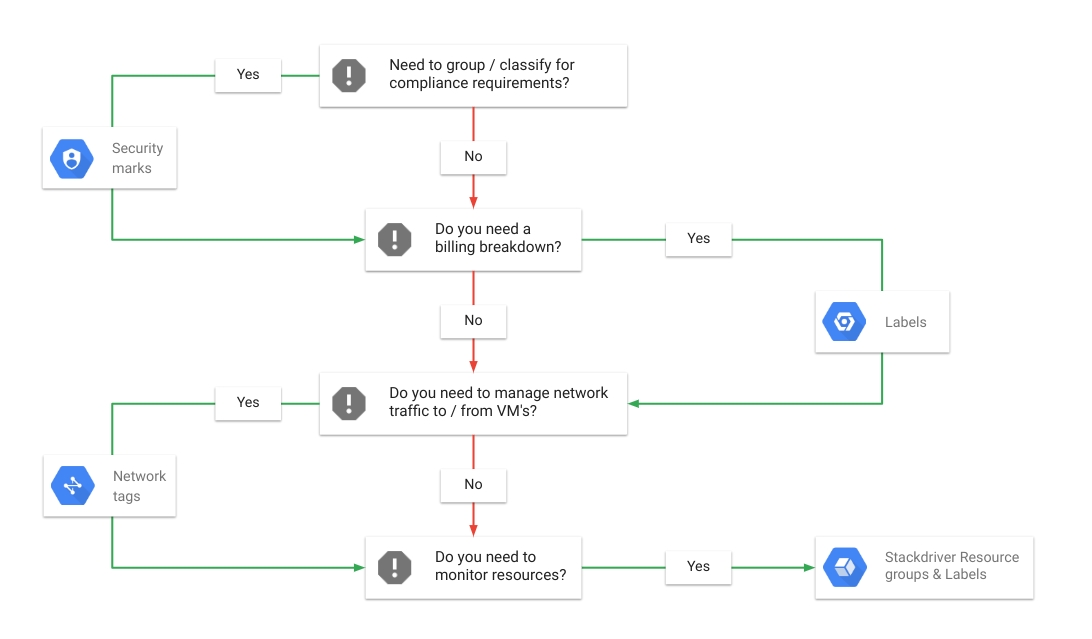 Need to group / classify for
compliance requirements?
Yes
Security
marks
No
Do you need a
billing breakdown?
Yes
Labels
No
Do you need to manage network
traffic to / from VM's?
Yes
Network
tags
No
Do you need to
monitor resources?
Yes
Stackdriver Resource
groups & Labels